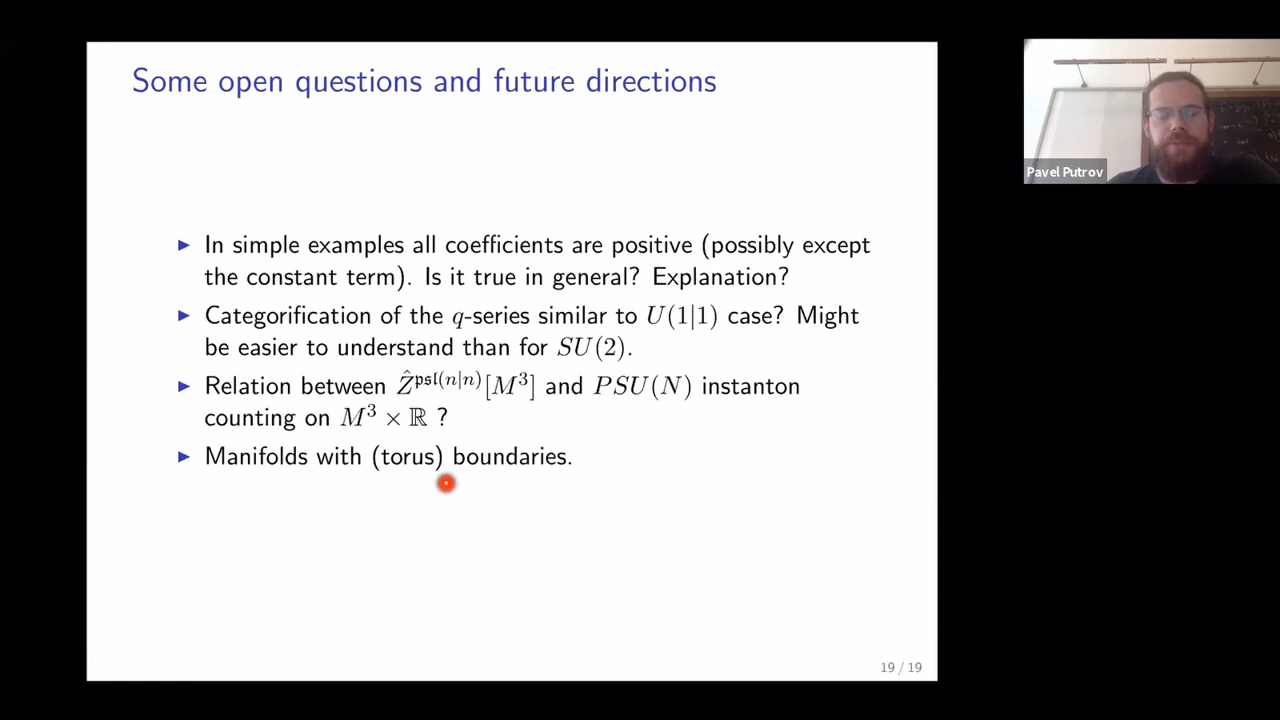 Some open questions and future directions
▶ In simple examples all coefficients are positive (possibly except
the constant term). Is it true in general? Explanation?
▶ Categorification of the q-series similar to U(1|1) case? Might
be easier to understand than for SU(2).
▶ Relation between Ẑ^{𝔭𝔰𝔩(n|n)}[M³] and PSU(N) instanton
counting on M³ × ℝ ?
▶ Manifolds with (torus) boundaries.
19 / 19
Pavel Putrov